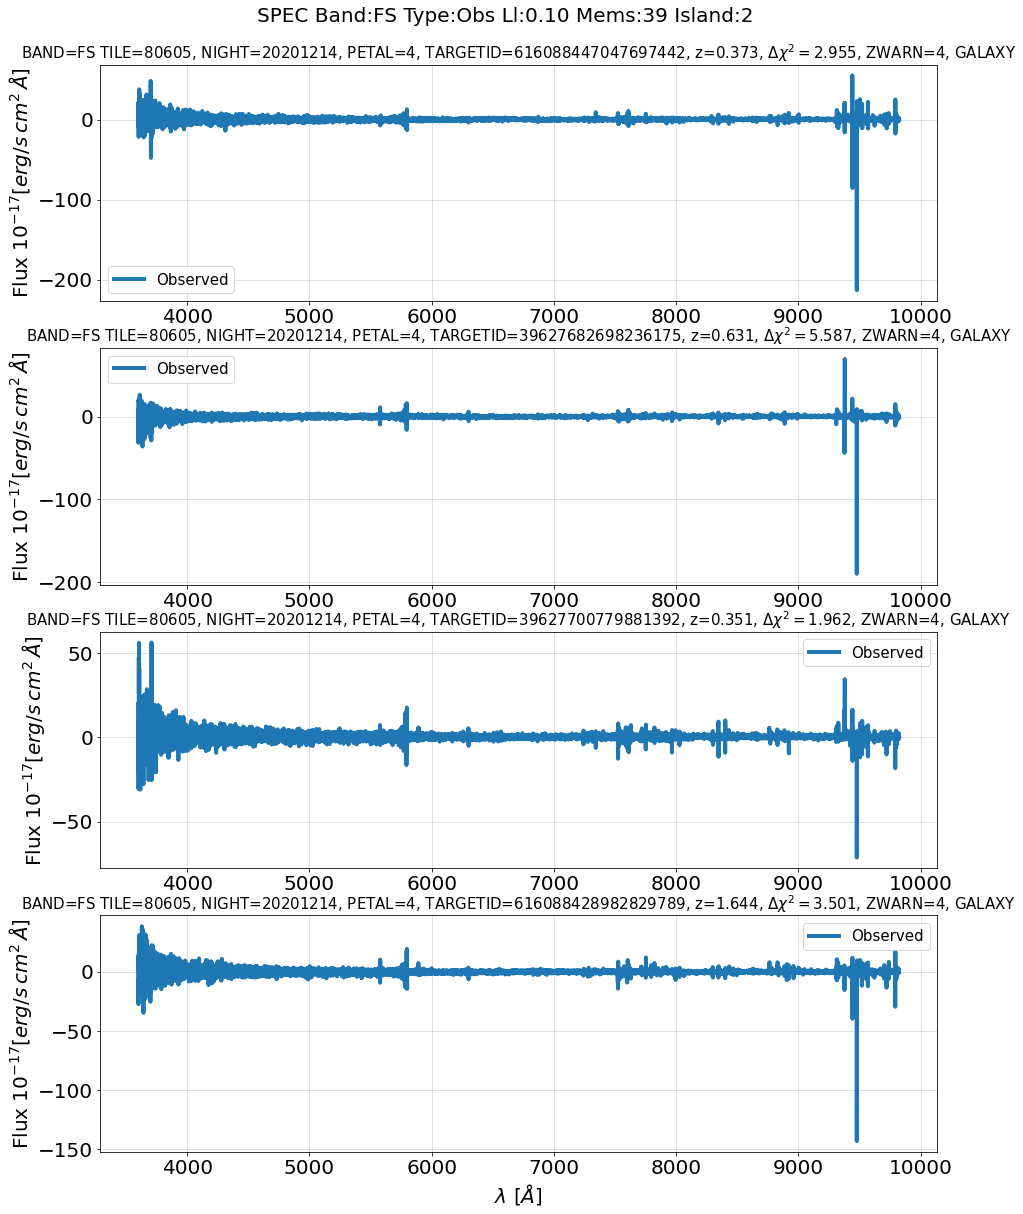 SPEC Band:FS Type:Obs Ll:0.10 Mems:39 Island:2
BAND=FS TILE=80605, NIGHT=20201214, PETAL=4, TARGETID=616088447047697442, z=0.373, Δχ² = 2.955, ZWARN=4, GALAXY
Flux 10⁻¹⁷[erg/s cm² Å]
0
−100
−200
Observed
4000 5000 6000 7000 8000 9000 10000
BAND=FS TILE=80605, NIGHT=20201214, PETAL=4, TARGETID=39627682698236175, z=0.631, Δχ² = 5.587, ZWARN=4, GALAXY
Flux 10⁻¹⁷[erg/s cm² Å]
Observed
0
−100
−200
4000 5000 6000 7000 8000 9000 10000
BAND=FS TILE=80605, NIGHT=20201214, PETAL=4, TARGETID=39627700779881392, z=0.351, Δχ² = 1.962, ZWARN=4, GALAXY
Flux 10⁻¹⁷[erg/s cm² Å]
Observed
50
0
−50
4000 5000 6000 7000 8000 9000 10000
BAND=FS TILE=80605, NIGHT=20201214, PETAL=4, TARGETID=616088428982829789, z=1.644, Δχ² = 3.501, ZWARN=4, GALAXY
Flux 10⁻¹⁷[erg/s cm² Å]
Observed
0
−50
−100
−150
4000 5000 6000 7000 8000 9000 10000
λ [Å]